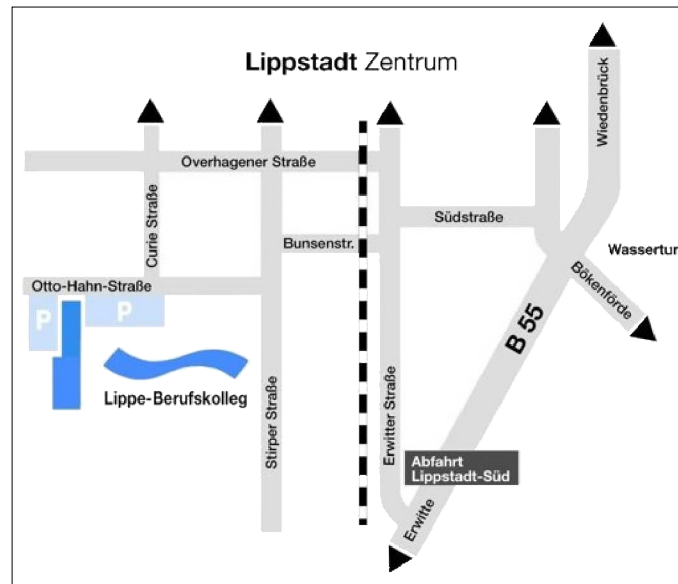 Lippstadt Zentrum
Wiedenbrück
Overhagener Straße
Curie Straße
Südstraße
Bunsenstr.
Wassertur
Bökenförde
Otto-Hahn-Straße
P
P
B 55
Lippe-Berufskolleg
Stirper Straße
Erwitter Straße
Abfahrt
Lippstadt-Süd
Erwitte